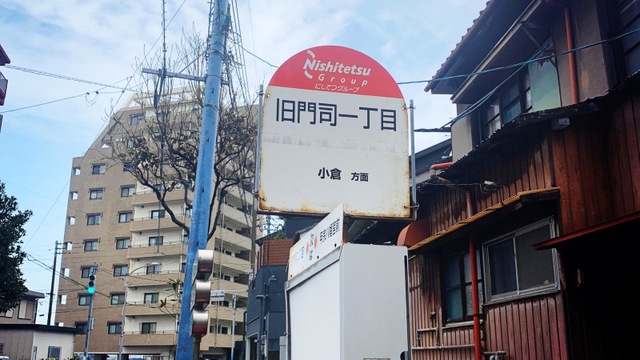 Nishitetsu
Group
にしてつグループ
旧門司一丁目
小倉 方面